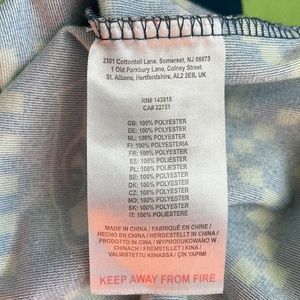 2301 Cottontail Lane, Somerset, NJ 08873
1 Old Parkbury Lane, Colney Street
St. Albans, Hertfordshire, AL2 2EB, UK
RN# 143815
CA# 22751
GB: 100% POLYESTER
DE: 100% POLYESTER
NL: 100% POLYESTER
FI: 100% POLYESTERIA
FR: 100% POLYESTER
ES: 100% POLYESTER
PL: 100% POLIESTER
SE: 100% POLYESTER
DK: 100% POLYESTER
CZ: 100% POLYESTER
NO: 100% POLYESTER
SK: 100% POLYESTER
IT: 100% POLIESTERE
MADE IN CHINA / FABRIQUÉ EN CHINE /
HECHO EN CHINA / HERGESTELLT IN CHINA /
PRODOTTO IN CINA / WYPRODUKOWANO W
CHINACH / FREMSTILLET I KINA /
VALMISTETTU KIINASSA / ÇIN YAPIMI
KEEP AWAY FROM FIRE